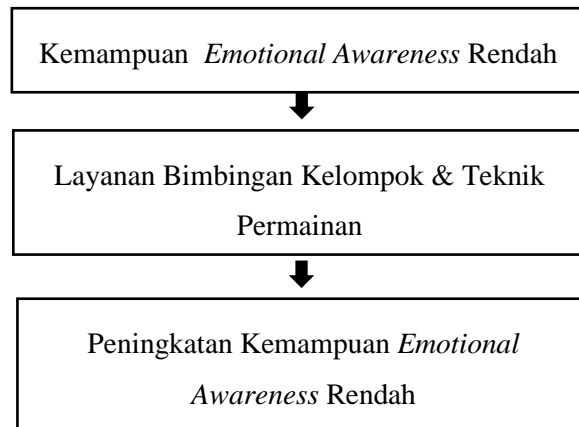 Kemampuan Emotional Awareness Rendah
Layanan Bimbingan Kelompok & Teknik
Permainan
Peningkatan Kemampuan Emotional
Awareness Rendah